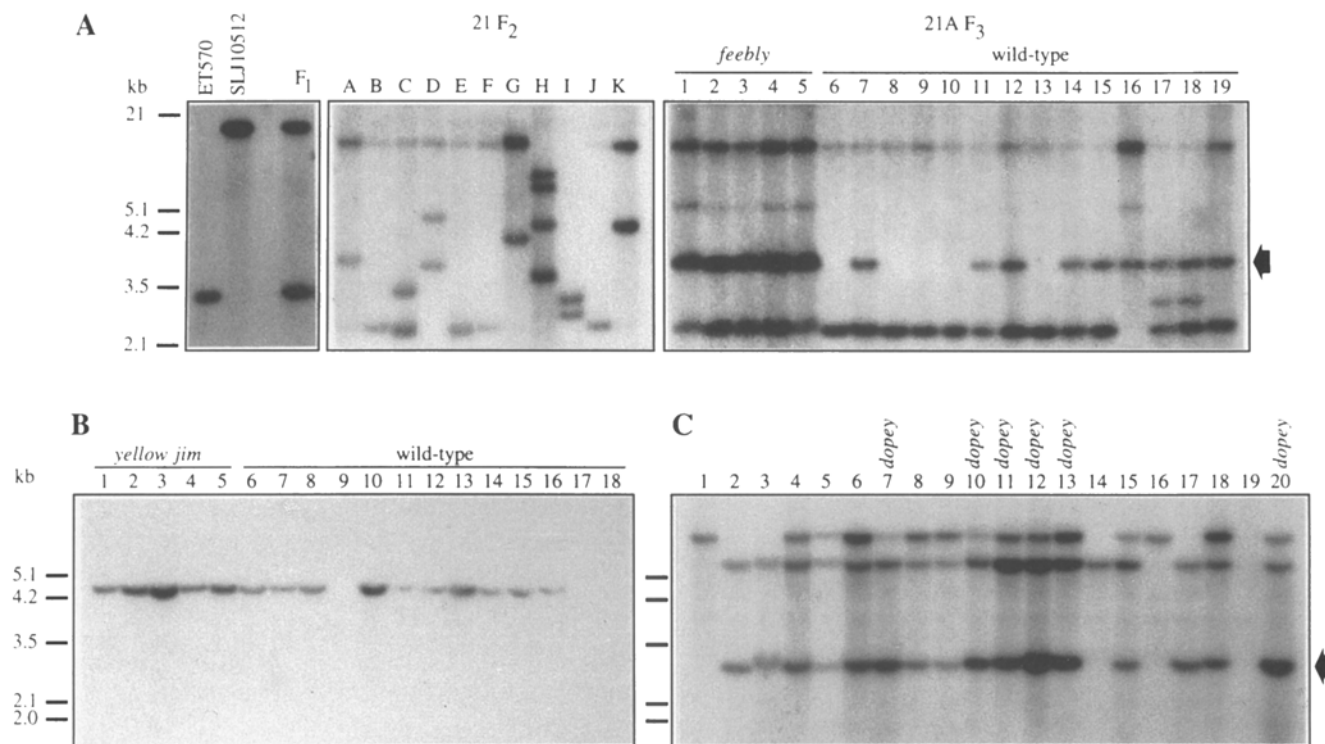 A
21 F2
21A F3
ET570
SLJ10512
F1
feebly
wild-type
kb
A B C D E F G H I J K
1 2 3 4 5 6 7 8 9 10 11 12 13 14 15 16 17 18 19
21
5.1
4.2
3.5
2.1
B
yellow jim
wild-type
kb
1 2 3 4 5 6 7 8 9 10 11 12 13 14 15 16 17 18
5.1
4.2
3.5
2.1
2.0
C
dopey dopey dopey dopey dopey dopey
1 2 3 4 5 6 7 8 9 10 11 12 13 14 15 16 17 18 19 20